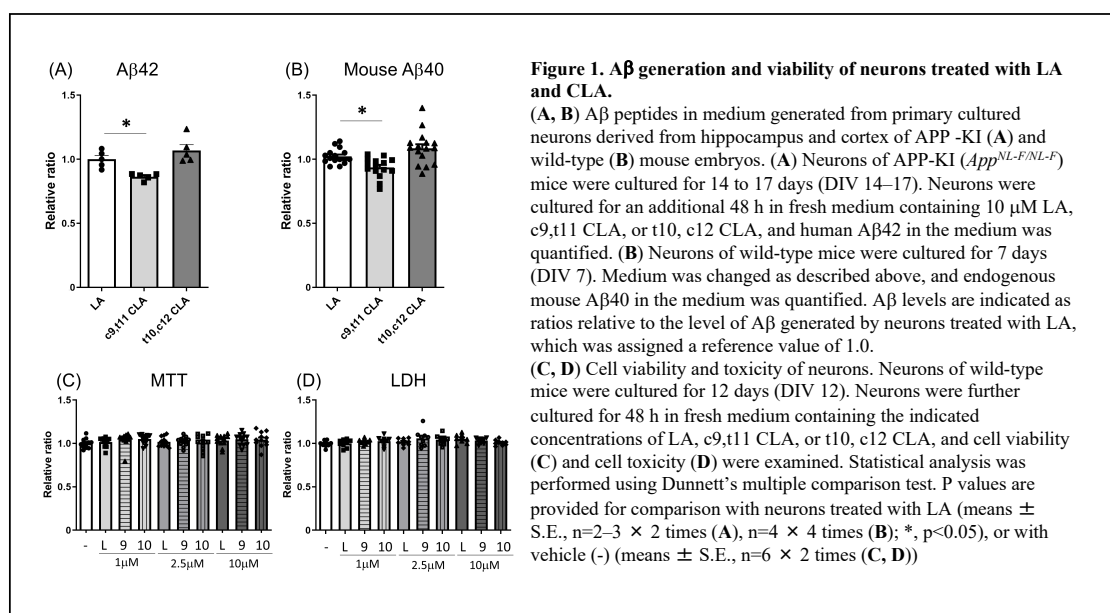 (A)
Aβ42
1.5
1.0
0.5
0
Relative ratio
*
LA
c9,t11 CLA
t10,c12 CLA
(B)
Mouse Aβ40
1.5
1.0
0.5
0
Relative ratio
*
LA
c9,t11 CLA
t10,c12 CLA
(C)
MTT
1.5
1.0
0.5
0
Relative ratio
- L 9 10 L 9 10 L 9 10
1μM 2.5μM 10μM
(D)
LDH
1.5
1.0
0.5
0
Relative ratio
- L 9 10 L 9 10 L 9 10
1μM 2.5μM 10μM
Figure 1. Aβ generation and viability of neurons treated with LA
and CLA.
(A, B) Aβ peptides in medium generated from primary cultured
neurons derived from hippocampus and cortex of APP -KI (A) and
wild-type (B) mouse embryos. (A) Neurons of APP-KI (App^NL-F/NL-F)
mice were cultured for 14 to 17 days (DIV 14–17). Neurons were
cultured for an additional 48 h in fresh medium containing 10 μM LA,
c9,t11 CLA, or t10, c12 CLA, and human Aβ42 in the medium was
quantified. (B) Neurons of wild-type mice were cultured for 7 days
(DIV 7). Medium was changed as described above, and endogenous
mouse Aβ40 in the medium was quantified. Aβ levels are indicated as
ratios relative to the level of Aβ generated by neurons treated with LA,
which was assigned a reference value of 1.0.
(C, D) Cell viability and toxicity of neurons. Neurons of wild-type
mice were cultured for 12 days (DIV 12). Neurons were further
cultured for 48 h in fresh medium containing the indicated
concentrations of LA, c9,t11 CLA, or t10, c12 CLA, and cell viability
(C) and cell toxicity (D) were examined. Statistical analysis was
performed using Dunnett’s multiple comparison test. P values are
provided for comparison with neurons treated with LA (means ±
S.E., n=2–3 × 2 times (A), n=4 × 4 times (B); *, p<0.05), or with
vehicle (-) (means ± S.E., n=6 × 2 times (C, D))